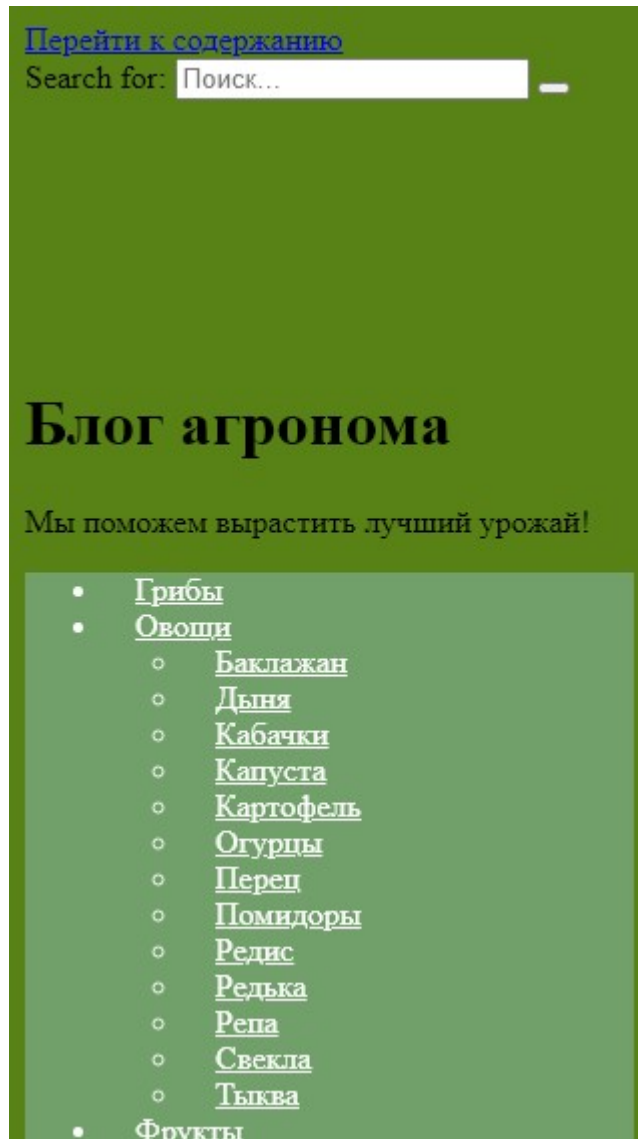 Перейти к содержанию
Search for: Поиск...
Блог агронома
Мы поможем вырастить лучший урожай!
Грибы
Овощи
Баклажан
Дыня
Кабачки
Капуста
Картофель
Огурцы
Перец
Помидоры
Редис
Редька
Репа
Свекла
Тыква
Фрукты